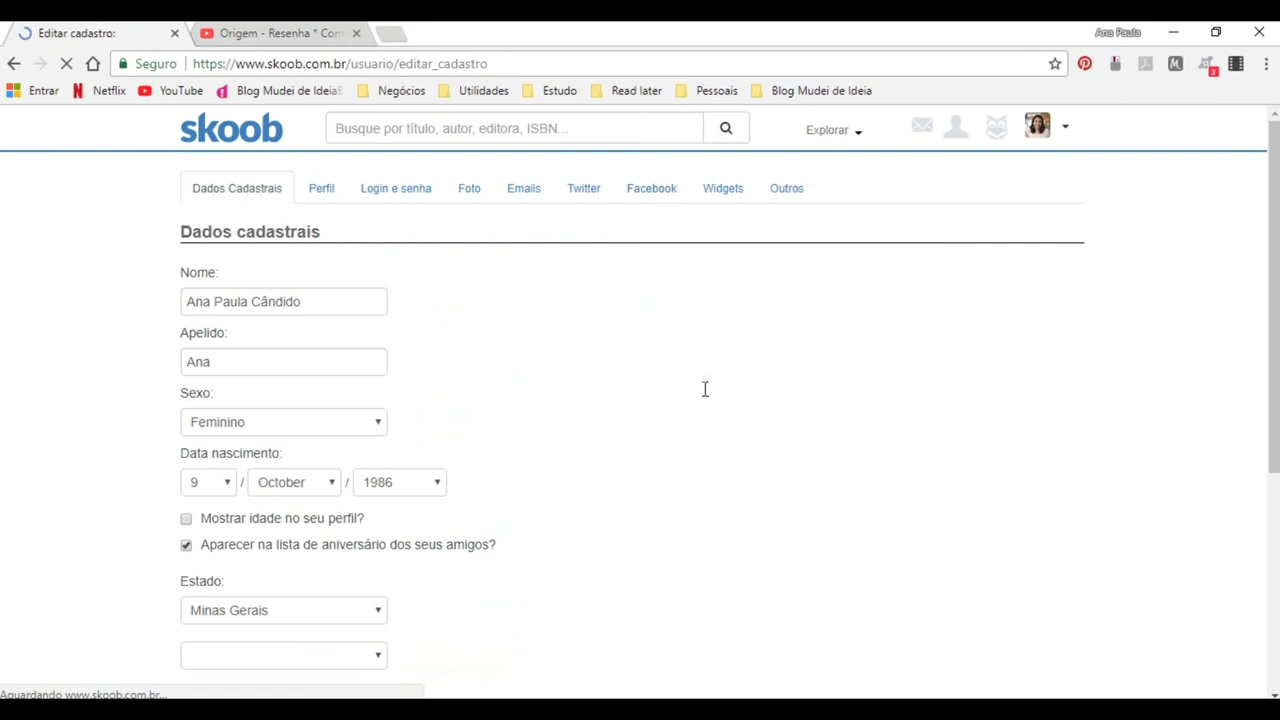 Editar cadastro:
Origem - Resenha * Con
Ana Paula
Seguro
https://www.skoob.com.br/usuario/editar_cadastro
Entrar
Netflix
YouTube
Blog Mudei de Ideia
Negócios
Utilidades
Estudo
Read later
Pessoais
Blog Mudei de Ideia
3
skoob
Busque por título, autor, editora, ISBN...
Explorar
Dados Cadastrais
Perfil
Login e senha
Foto
Emails
Twitter
Facebook
Widgets
Outros
Dados cadastrais
Nome:
Ana Paula Cândido
Apelido:
Ana
Sexo:
Feminino
Data nascimento:
9 / October / 1986
Mostrar idade no seu perfil?
Aparecer na lista de aniversário dos seus amigos?
Estado:
Minas Gerais
Aguardando www.skoob.com.br...